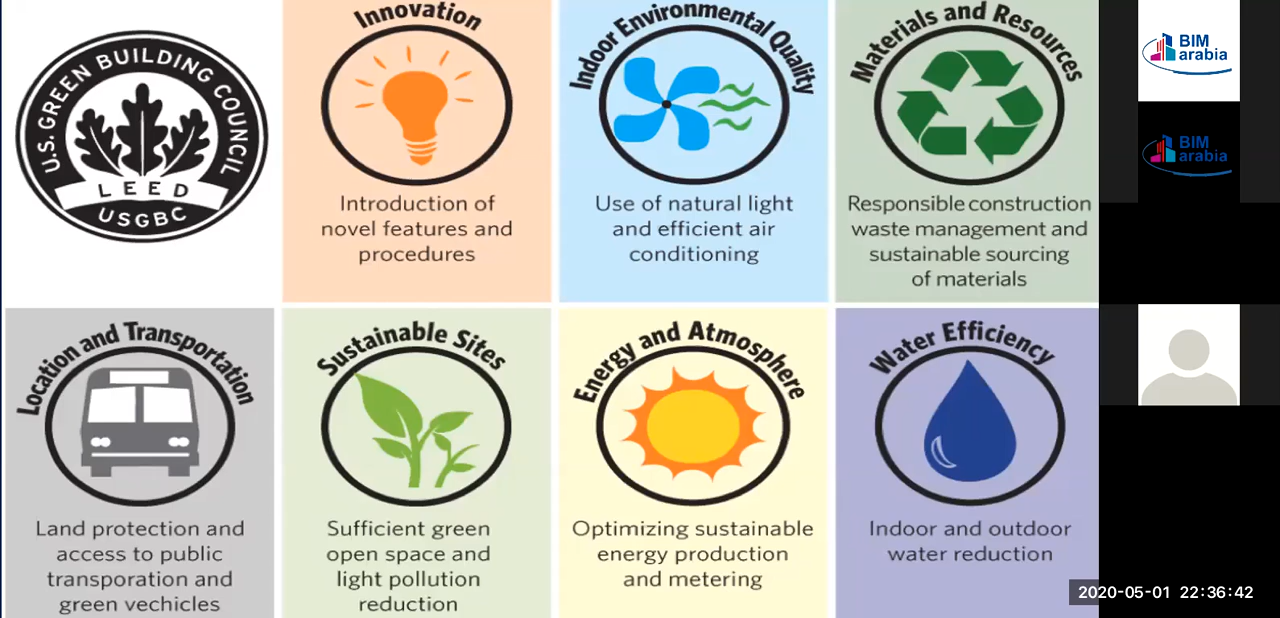 U.S. GREEN BUILDING COUNCIL
LEED
USGBC
Innovation
Introduction of
novel features and
procedures
Indoor Environmental Quality
Use of natural light
and efficient air
conditioning
Materials and Resources
Responsible construction
waste management and
sustainable sourcing
of materials
BIM
arabia
BIM
arabia
Location and Transportation
Land protection and
access to public
transporation and
green vechicles
Sustainable Sites
Sufficient green
open space and
light pollution
reduction
Energy and Atmosphere
Optimizing sustainable
energy production
and metering
Water Efficiency
Indoor and outdoor
water reduction
2020-05-01 22:36:42